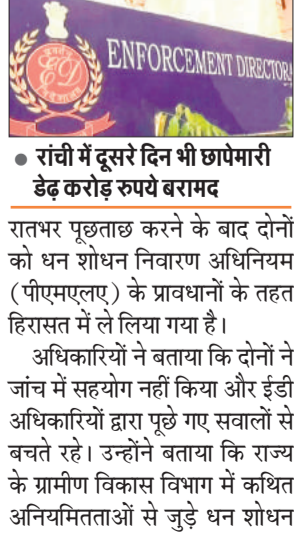 ENFORCEMENT DIRECTORA
ED
• रांची में दूसरे दिन भी छापेमारी
डेढ़ करोड़ रुपये बरामद
रातभर पूछताछ करने के बाद दोनों
को धन शोधन निवारण अधिनियम
(पीएमएलए) के प्रावधानों के तहत
हिरासत में ले लिया गया है।
अधिकारियों ने बताया कि दोनों ने
जांच में सहयोग नहीं किया और ईडी
अधिकारियों द्वारा पूछे गए सवालों से
बचते रहे। उन्होंने बताया कि राज्य
के ग्रामीण विकास विभाग में कथित
अनियमितताओं से जुड़े धन शोधन